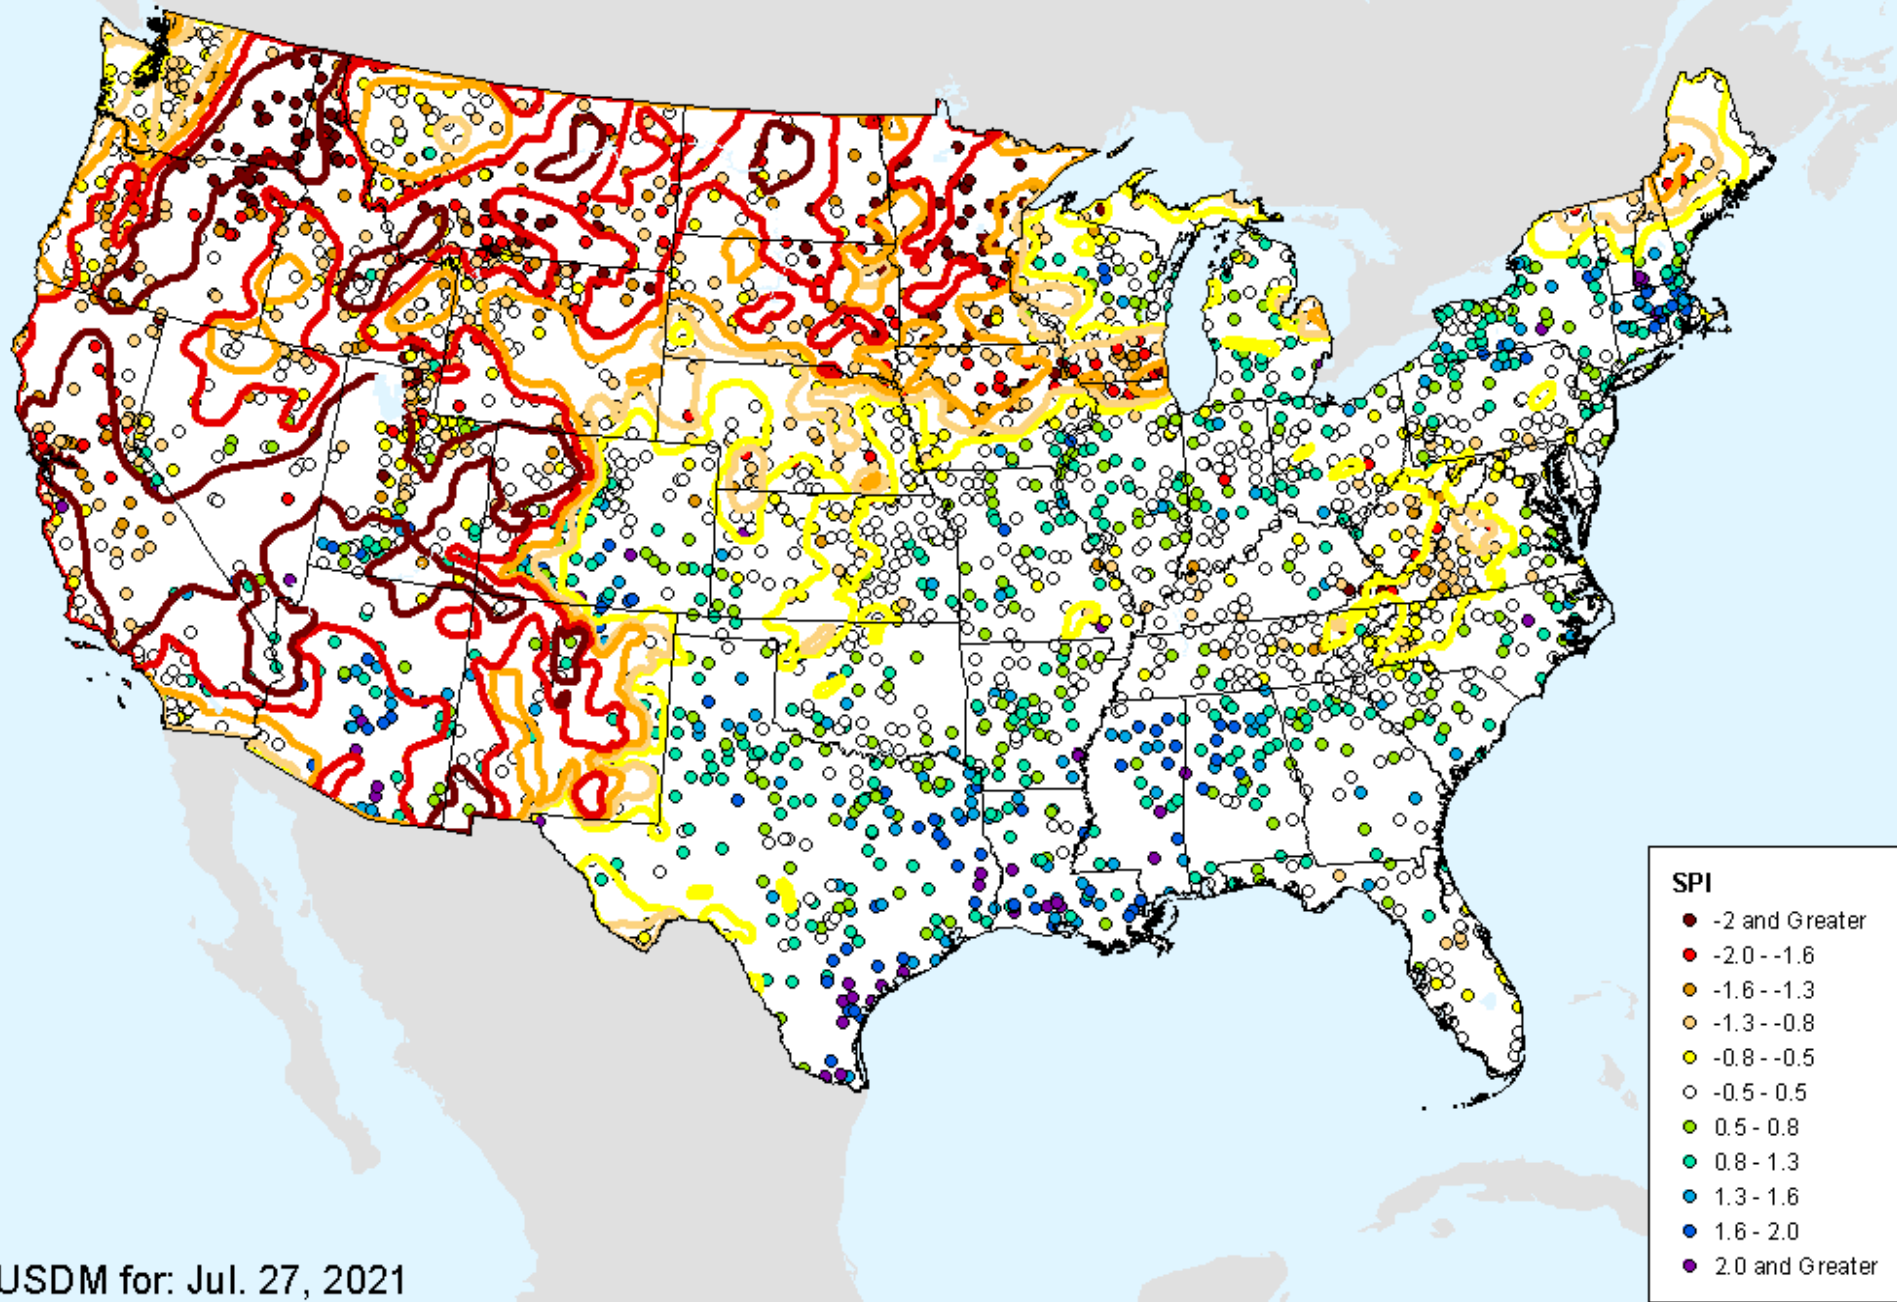 SPI
-2 and Greater
-2.0 - -1.6
-1.6 - -1.3
-1.3 - -0.8
-0.8 - -0.5
-0.5 - 0.5
0.5 - 0.8
0.8 - 1.3
1.3 - 1.6
1.6 - 2.0
2.0 and Greater
USDM for: Jul. 27, 2021